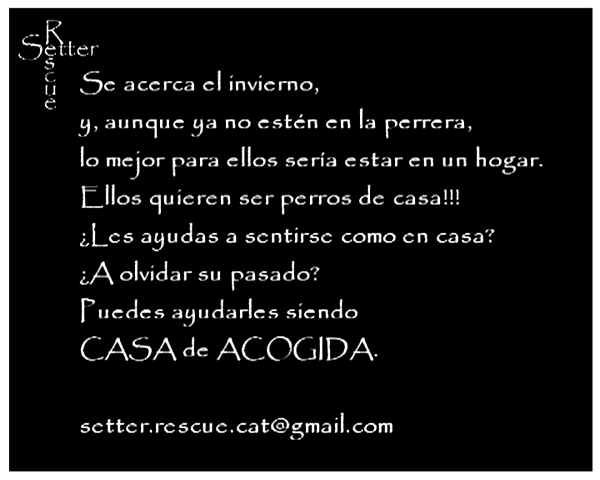 Setter
Rescue
Se acerca el invierno,
y, aunque ya no estén en la perrera,
lo mejor para ellos sería estar en un hogar.
Ellos quieren ser perros de casa!!!
¿Les ayudas a sentirse como en casa?
¿A olvidar su pasado?
Puedes ayudarles siendo
CASA de ACOGIDA.
setter.rescue.cat@gmail.com